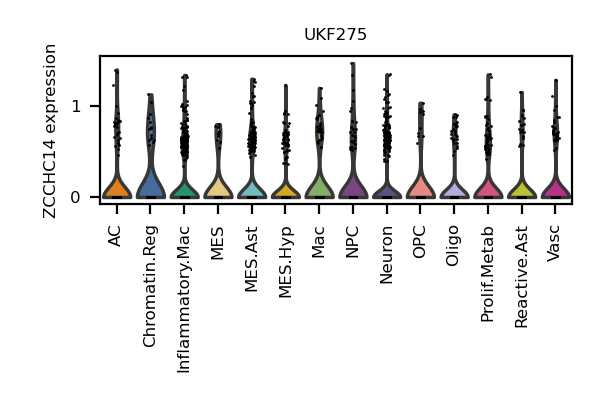 UKF275
ZCCHC14 expression
1
0
AC
Chromatin.Reg
Inflammatory.Mac
MES
MES.Ast
MES.Hyp
Mac
NPC
Neuron
OPC
Oligo
Prolif.Metab
Reactive.Ast
Vasc